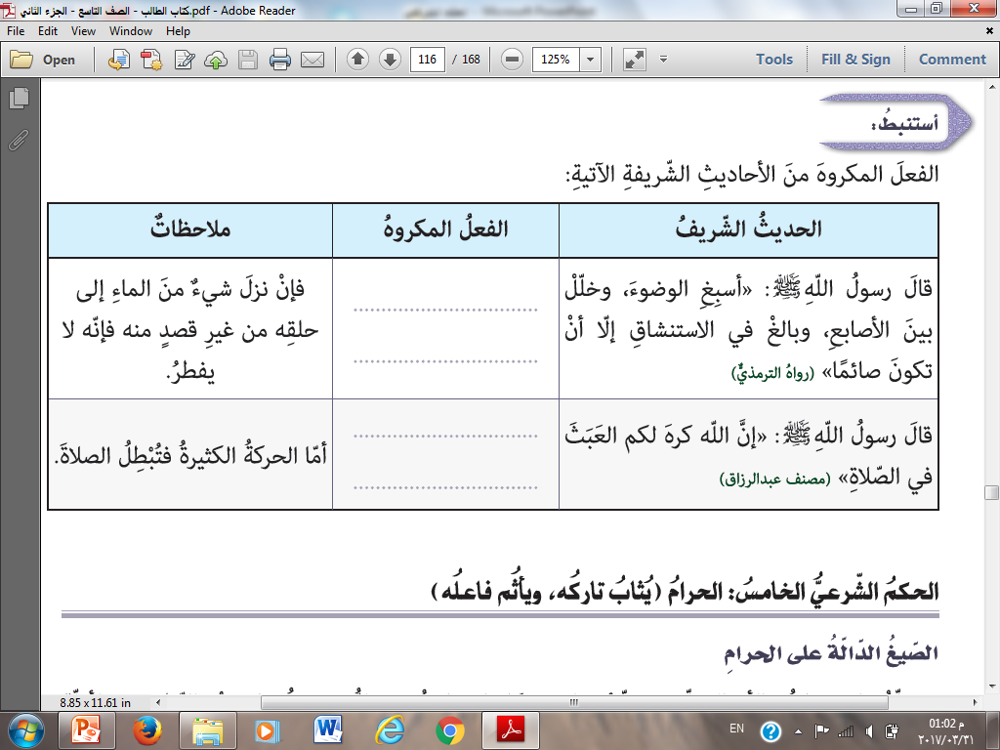 كتاب الطالب - الصف التاسع - الجزء الثاني.pdf - Adobe Reader
File Edit View Window Help
Open 116 / 168 125% Tools Fill & Sign Comment
أستنبطُ:
الفعلَ المكروهَ منَ الأحاديثِ الشّريفةِ الآتيةِ:
الحديثُ الشّريفُ
الفعلُ المكروهُ
ملاحظاتٌ
قالَ رسولُ اللّهِ ﷺ: «أسبِغِ الوضوءَ، وخلّلْ
بينَ الأصابعِ، وبالغْ في الاستنشاقِ إلّا أنْ
تكونَ صائمًا» (رواهُ الترمذيُّ)
فإنْ نزلَ شيءٌ منَ الماءِ إلى
حلقِه من غيرِ قصدٍ منه فإنّه لا
يفطرُ.
قالَ رسولُ اللّهِ ﷺ: «إنَّ اللّه كرهَ لكم العَبَثَ
في الصّلاةِ» (مصنف عبدالرزاق)
أمّا الحركةُ الكثيرةُ فتُبْطِلُ الصلاةَ.
الحكمُ الشّرعيُّ الخامسُ: الحرامُ (يُثابُ تاركُه، ويأثُم فاعلُه)
الصّيغُ الدّالّةُ على الحرامِ
8.85 x 11.61 in
EN
01:02 م
٢٠١٧/٠٣/٣١